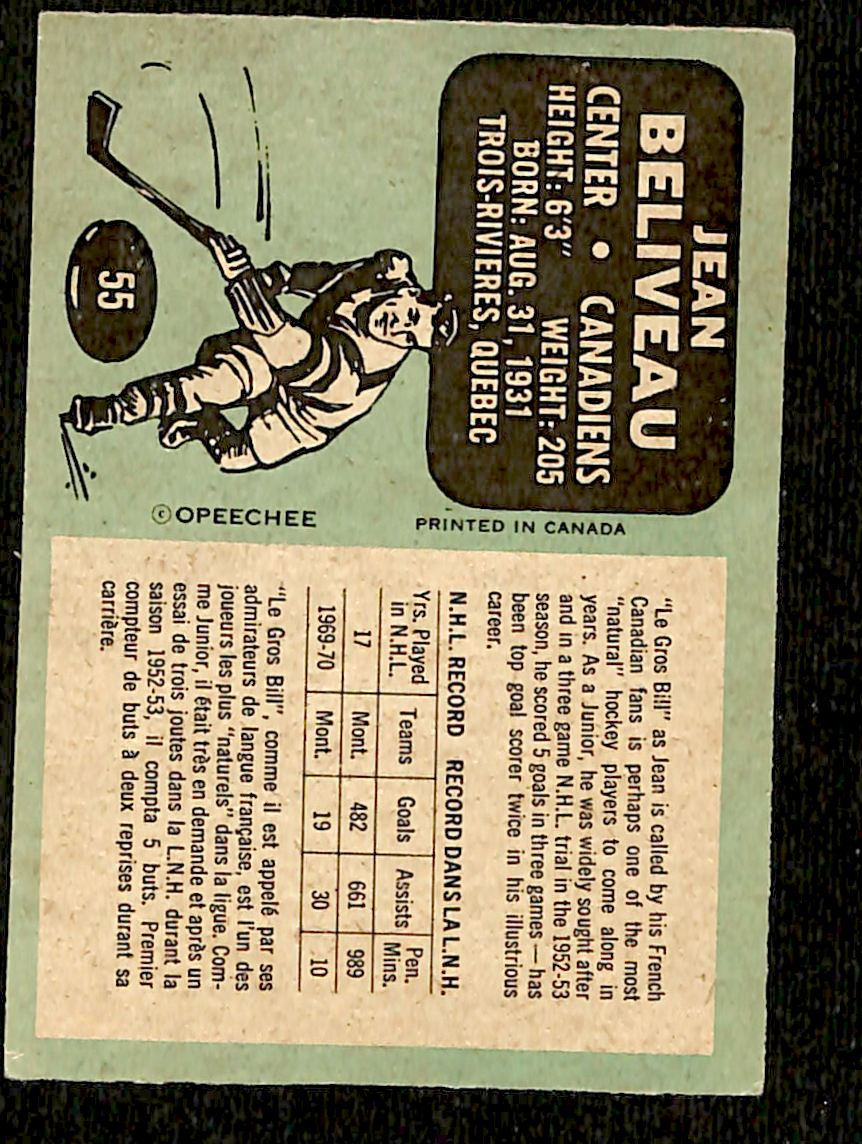 JEAN
BELIVEAU
CENTER • CANADIENS
HEIGHT: 6'3" WEIGHT: 205
BORN: AUG. 31, 1931
TROIS-RIVIERES, QUEBEC
55
©OPEECHEE
PRINTED IN CANADA
"Le Gros Bill" as Jean is called by his French
Canadian fans is perhaps one of the most
"natural" hockey players to come along in
years. As a Junior, he was widely sought after
and in a three game N.H.L. trial in the 1952-53
season, he scored 5 goals in three games — has
been top goal scorer twice in his illustrious
career.
N.H.L. RECORD RECORD DANS LA L.N.H.
Yrs. Played in N.H.L. Teams Goals Assists Pen. Mins.
17 Mont. 482 661 989
1969-70 Mont. 19 30 10
"Le Gros Bill", comme il est appelé par ses
admirateurs de langue française, est l'un des
joueurs les plus "naturels" dans la ligue. Com-
me Junior, il était très en demande et après un
essai de trois joutes dans la L.N.H. durant la
saison 1952-53, il compta 5 buts. Premier
compteur de buts à deux reprises durant sa
carrière.